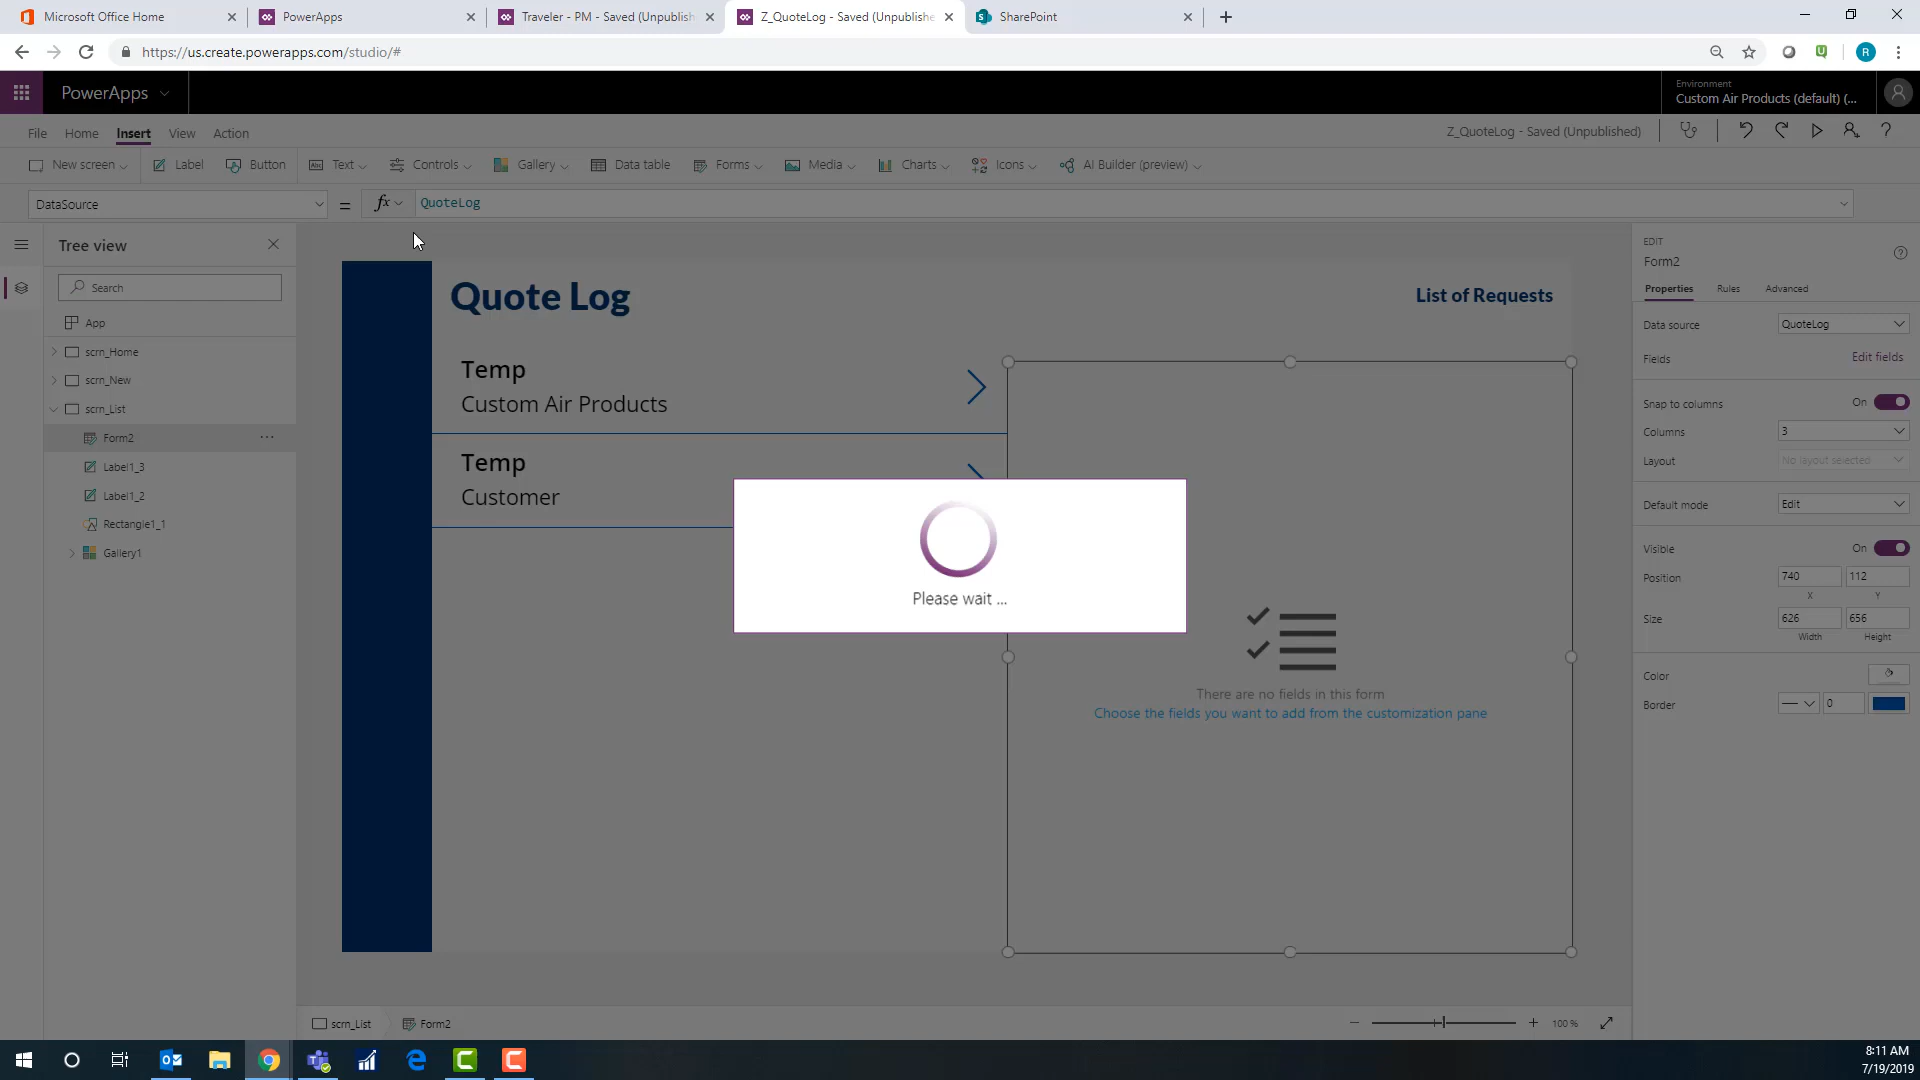 Microsoft Office Home
PowerApps
Traveler - PM - Saved (Unpublish
Z_QuoteLog - Saved (Unpublishe
SharePoint
https://us.create.powerapps.com/studio/#
R
PowerApps
Environment
Custom Air Products (default) (...
File
Home
Insert
View
Action
Z_QuoteLog - Saved (Unpublished)
New screen
Label
Button
Text
Controls
Gallery
Data table
Forms
Media
Charts
Icons
AI Builder (preview)
DataSource
=
fx
QuoteLog
Tree view
Search
App
scrn_Home
scrn_New
scrn_List
Form2
Label1_3
Label1_2
Rectangle1_1
Gallery1
Quote Log
List of Requests
Temp
Custom Air Products
Temp
Customer
Please wait ...
There are no fields in this form
Choose the fields you want to add from the customization pane
EDIT
Form2
Properties
Rules
Advanced
Data source
QuoteLog
Fields
Edit fields
Snap to columns
On
Columns
3
Layout
No layout selected
Default mode
Edit
Visible
On
Position
740
112
X
Y
Size
626
656
Width
Height
Color
Border
0
scrn_List
Form2
100 %
8:11 AM
7/19/2019